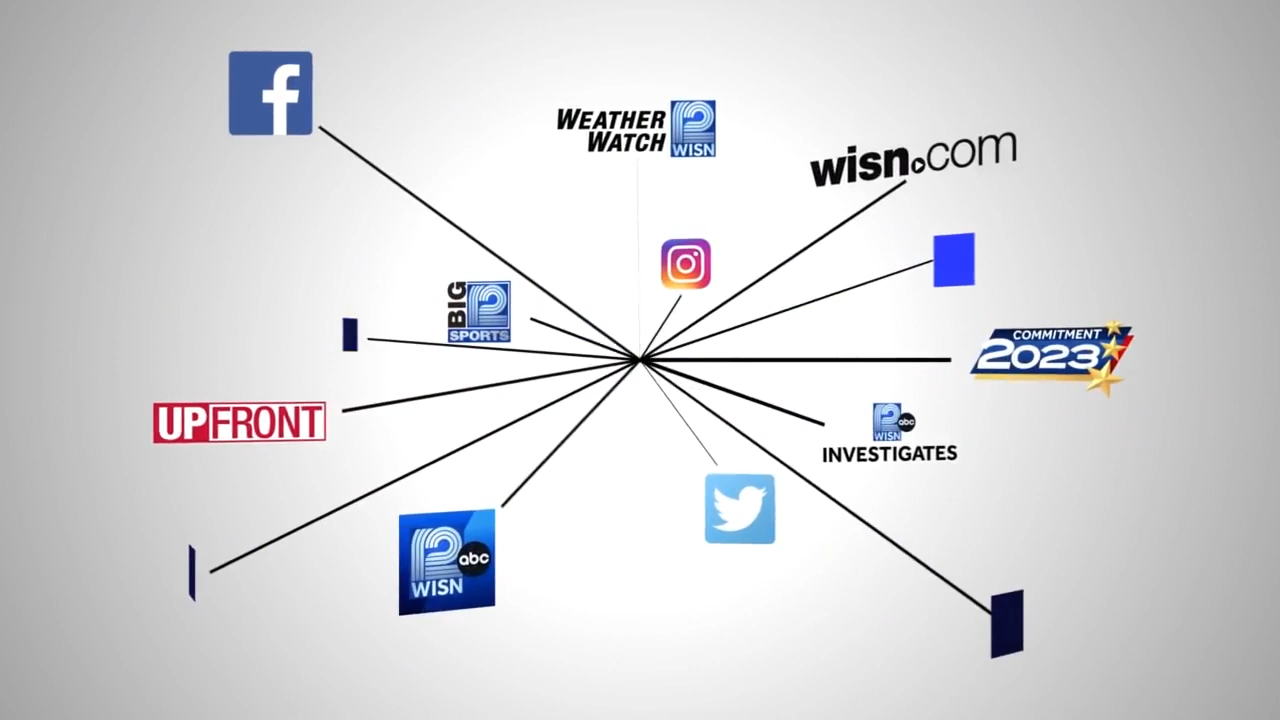 f
WEATHER
WATCH
12
WISN
wisn.com
BIG
12
SPORTS
COMMITMENT
2023
UPFRONT
12
WISN
abc
INVESTIGATES
12
abc
WISN